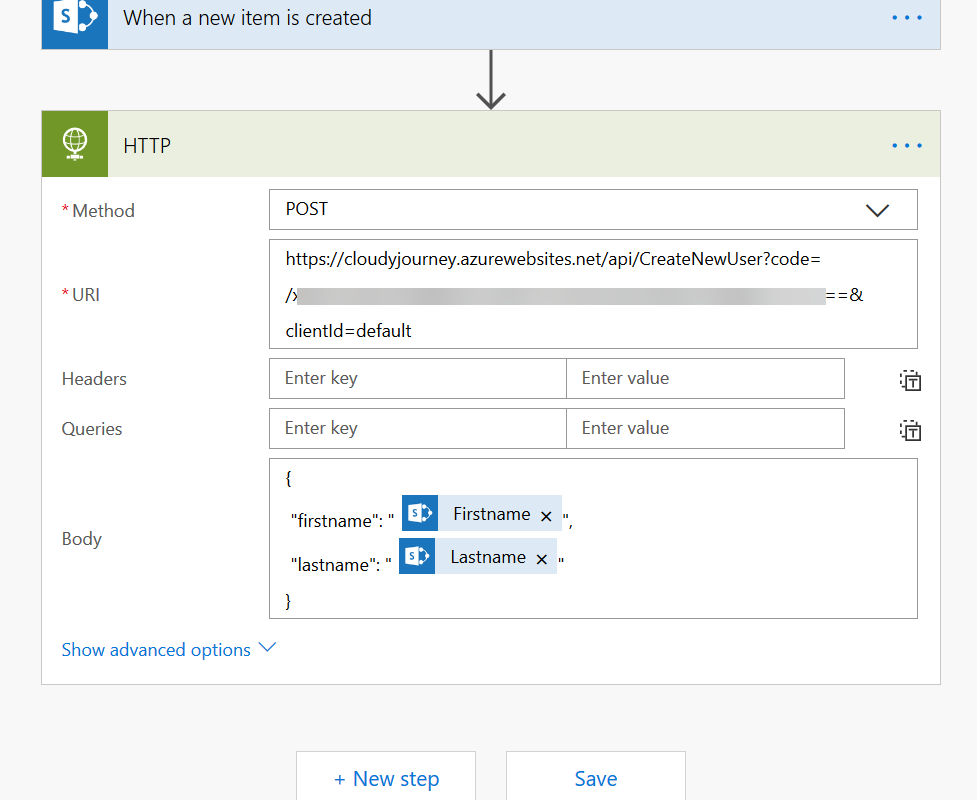 When a new item is created
HTTP
* Method
POST
* URI
https://cloudyjourney.azurewebsites.net/api/CreateNewUser?code=
/x ==&
clientId=default
Headers
Enter key
Enter value
Queries
Enter key
Enter value
Body
{
"firstname": " Firstname × ",
"lastname": " Lastname × "
}
Show advanced options
+ New step
Save